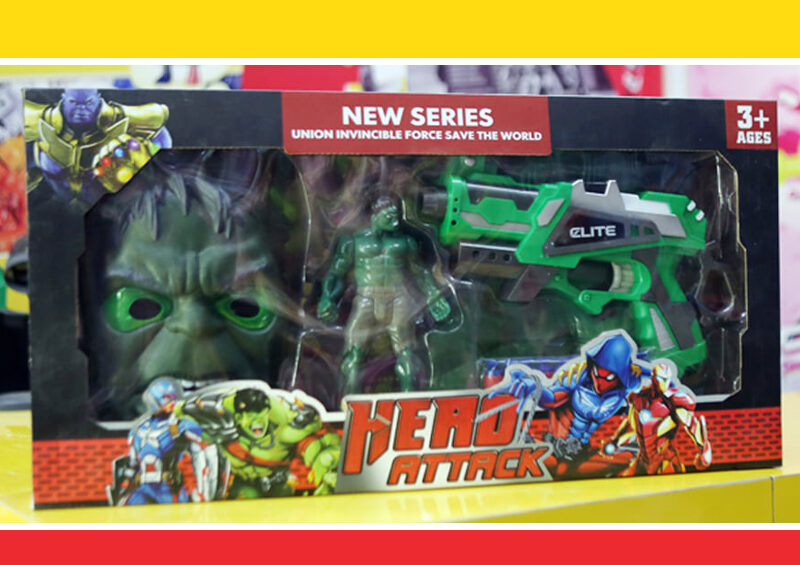 NEW SERIES
UNION INVINCIBLE FORCE SAVE THE WORLD
3+
AGES
ELITE
HERO
ATTACK